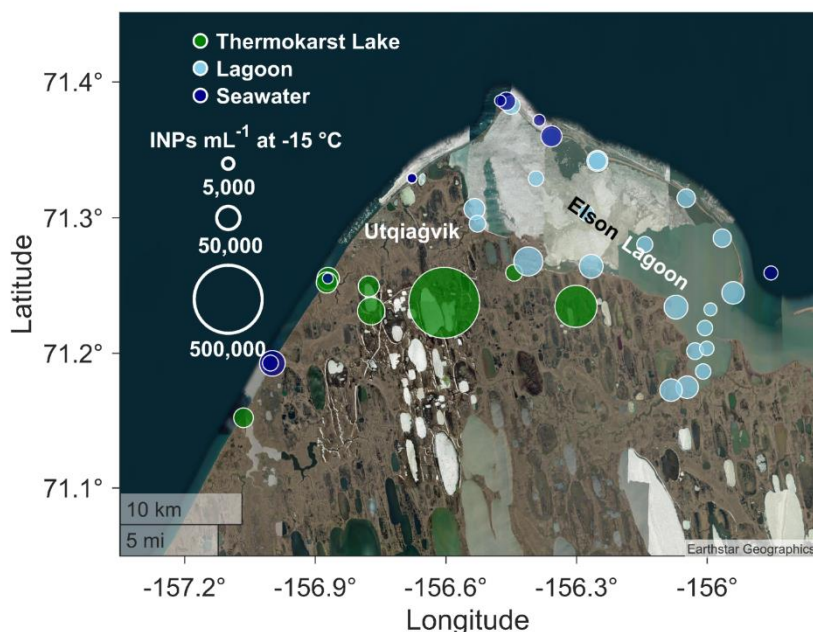 Thermokarst Lake
Lagoon
Seawater
INPs mL⁻¹ at -15 °C
5,000
50,000
500,000
Utqiaġvik
Elson Lagoon
71.4°
71.3°
71.2°
71.1°
Latitude
10 km
5 mi
Earthstar Geographics
-157.2° -156.9° -156.6° -156.3° -156°
Longitude